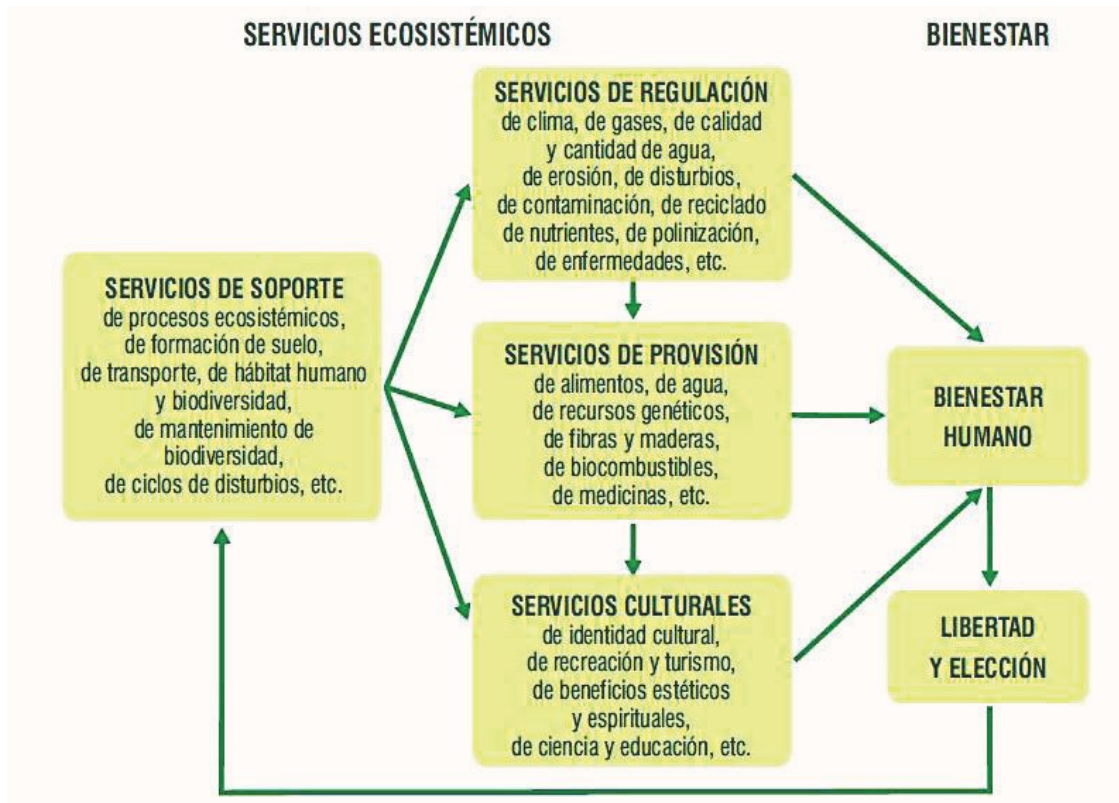 SERVICIOS ECOSISTÉMICOS
BIENESTAR
SERVICIOS DE REGULACIÓN
de clima, de gases, de calidad
y cantidad de agua,
de erosión, de disturbios,
de contaminación, de reciclado
de nutrientes, de polinización,
de enfermedades, etc.
SERVICIOS DE SOPORTE
de procesos ecosistémicos,
de formación de suelo,
de transporte, de hábitat humano
y biodiversidad,
de mantenimiento de
biodiversidad,
de ciclos de disturbios, etc.
SERVICIOS DE PROVISIÓN
de alimentos, de agua,
de recursos genéticos,
de fibras y maderas,
de biocombustibles,
de medicinas, etc.
BIENESTAR
HUMANO
SERVICIOS CULTURALES
de identidad cultural,
de recreación y turismo,
de beneficios estéticos
y espirituales,
de ciencia y educación, etc.
LIBERTAD
Y ELECCIÓN